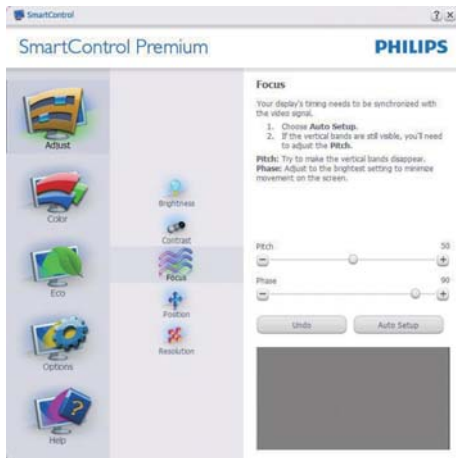 SmartControl
SmartControl Premium
PHILIPS
Adjust
Color
Eco
Options
Help
Brightness
Contrast
Focus
Position
Resolution
Focus
Your display's timing needs to be synchronized with
the video signal.
1. Choose Auto Setup.
2. If the vertical bands are still visible, you'll need
to adjust the Pitch.
Pitch: Try to make the vertical bands disappear.
Phase: Adjust to the brightest setting to minimize
movement on the screen.
Pitch 50
Phase 90
Undo
Auto Setup